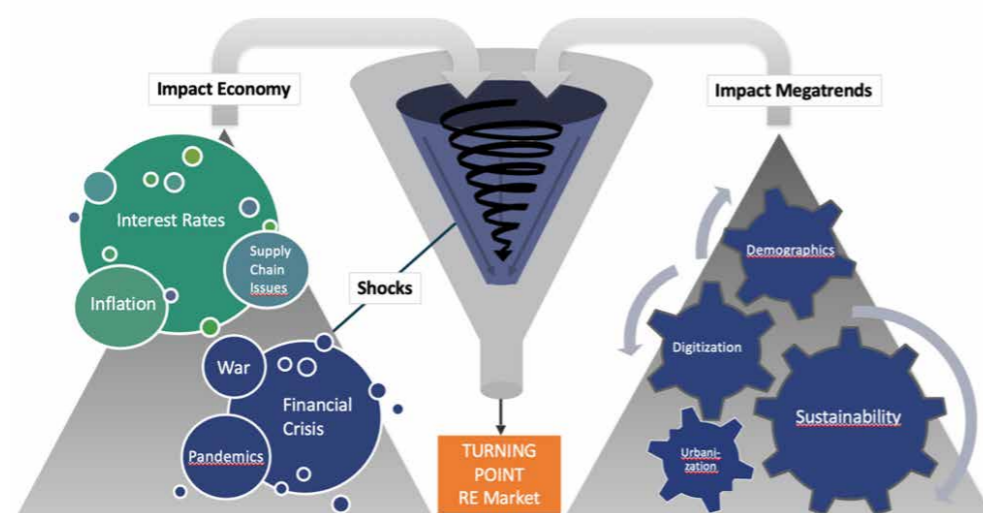 Impact Economy
Impact Megatrends
Interest Rates
Supply
Chain
Issues
Inflation
Shocks
War
Financial
Crisis
Pandemics
TURNING
POINT
RE Market
Demographics
Digitization
Sustainability
Urbani-
zation